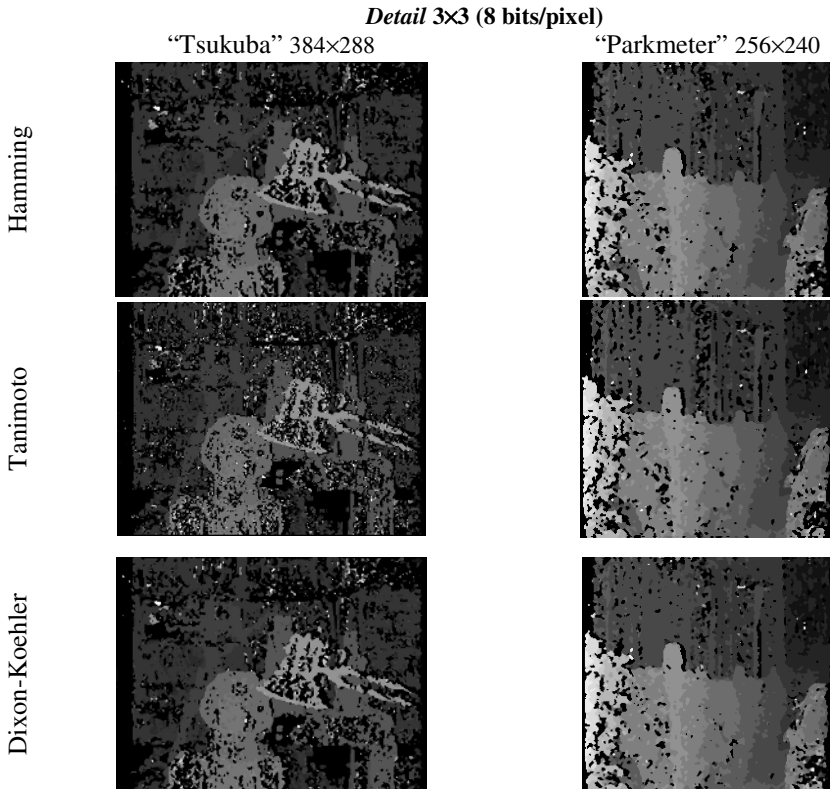 Detail 3×3 (8 bits/pixel)
“Tsukuba” 384×288
“Parkmeter” 256×240
Hamming
Tanimoto
Dixon-Koehler